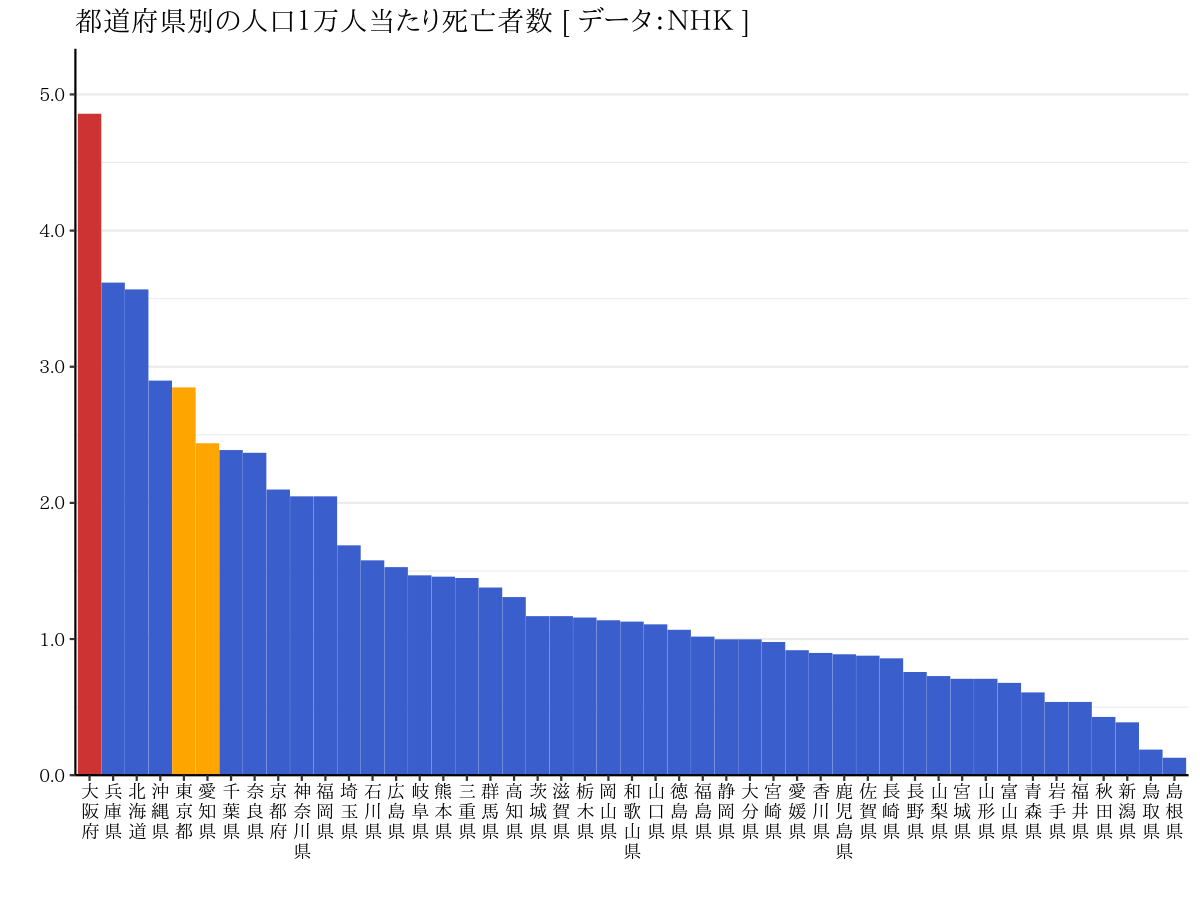 都道府県別の人口1万人当たり死亡者数 [ データ：NHK ]
5.0
4.0
3.0
2.0
1.0
0.0
大阪府
兵庫県
北海道
沖縄県
東京都
愛知県
千葉県
奈良県
京都府
神奈川県
福岡県
埼玉県
石川県
広島県
岐阜県
熊本県
三重県
群馬県
高知県
茨城県
滋賀県
栃木県
岡山県
和歌山県
山口県
徳島県
福島県
静岡県
大分県
宮崎県
愛媛県
香川県
鹿児島県
佐賀県
長崎県
長野県
山梨県
宮城県
山形県
富山県
青森県
岩手県
福井県
秋田県
新潟県
鳥取県
島根県